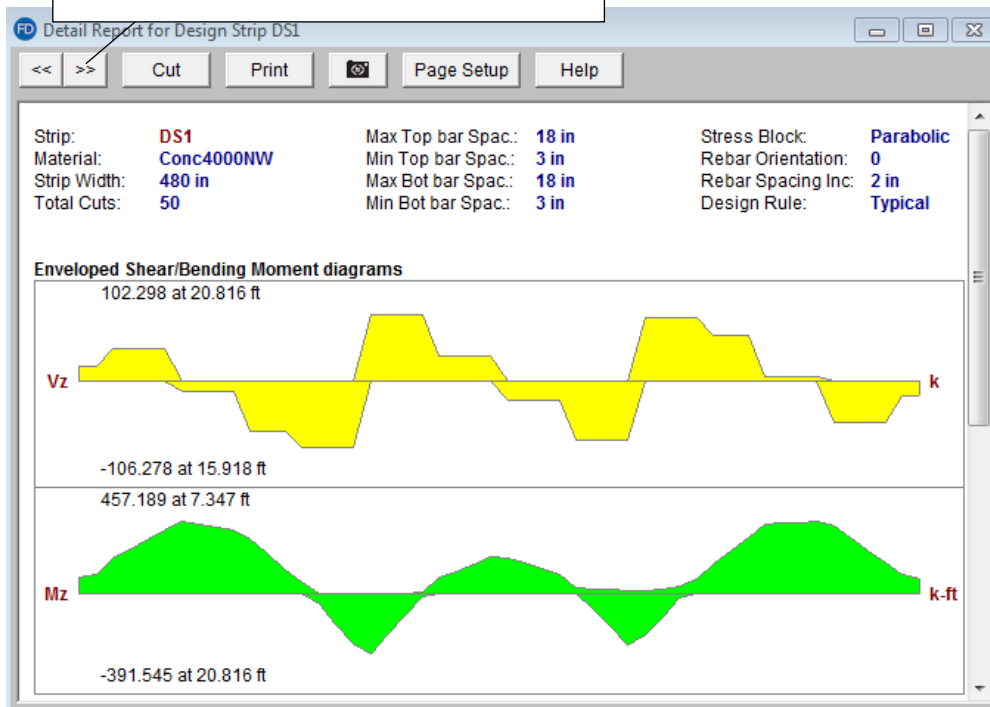 FD Detail Report for Design Strip DS1
<< >> Cut Print Page Setup Help
Strip: DS1 Max Top bar Spac.: 18 in Stress Block: Parabolic
Material: Conc4000NW Min Top bar Spac.: 3 in Rebar Orientation: 0
Strip Width: 480 in Max Bot bar Spac.: 18 in Rebar Spacing Inc: 2 in
Total Cuts: 50 Min Bot bar Spac.: 3 in Design Rule: Typical
Enveloped Shear/Bending Moment diagrams
102.298 at 20.816 ft
Vz k
-106.278 at 15.918 ft
457.189 at 7.347 ft
Mz k-ft
-391.545 at 20.816 ft